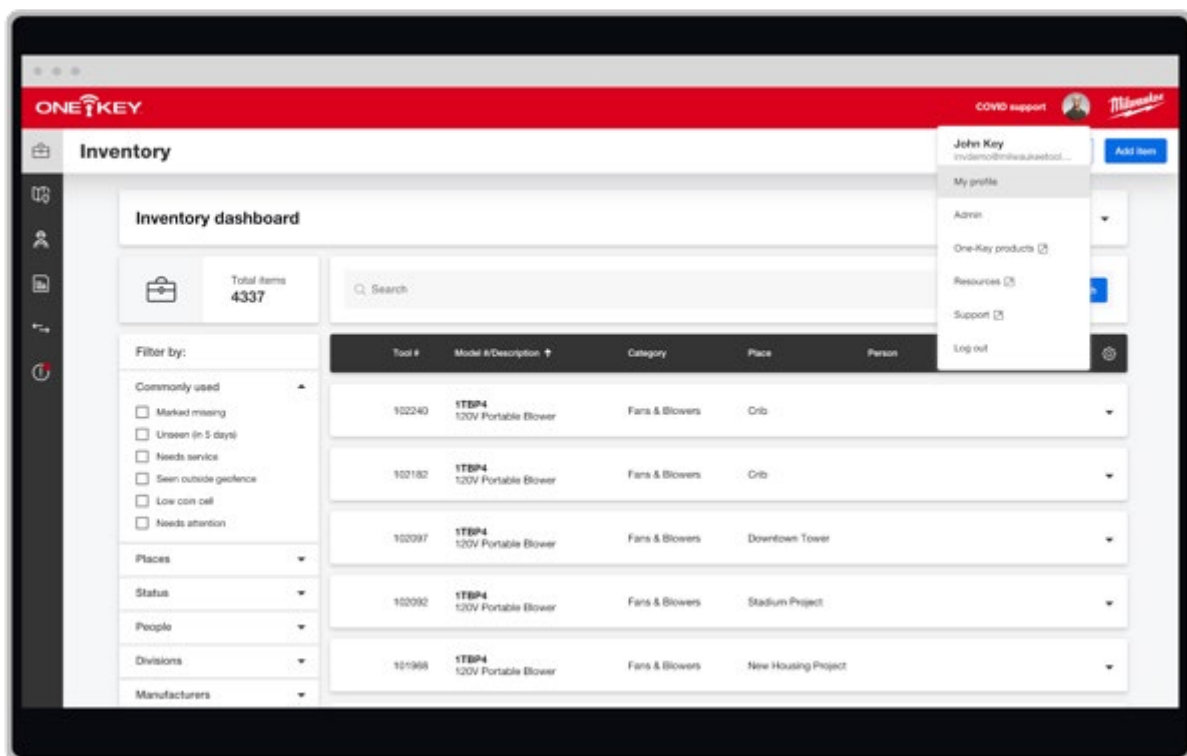 ONE KEY
COVID support
Milwaukee
Inventory
John Key
Add item
My profile
Inventory dashboard
Admin
One-Key products
Total items
4337
Search
Resources
Support
Log out
Filter by:
Tool # Model #/Description Category Place Person
Commonly used
Marked missing
Unseen (in 5 days)
Needs service
Seen outside geofence
Low coin cell
Needs attention
102240 1TBP4 Fans & Blowers Crib
120V Portable Blower
102182 1TBP4 Fans & Blowers Crib
120V Portable Blower
102097 1TBP4 Fans & Blowers Downtown Tower
120V Portable Blower
102092 1TBP4 Fans & Blowers Stadium Project
120V Portable Blower
101968 1TBP4 Fans & Blowers New Housing Project
120V Portable Blower
Places
Status
People
Divisions
Manufacturers